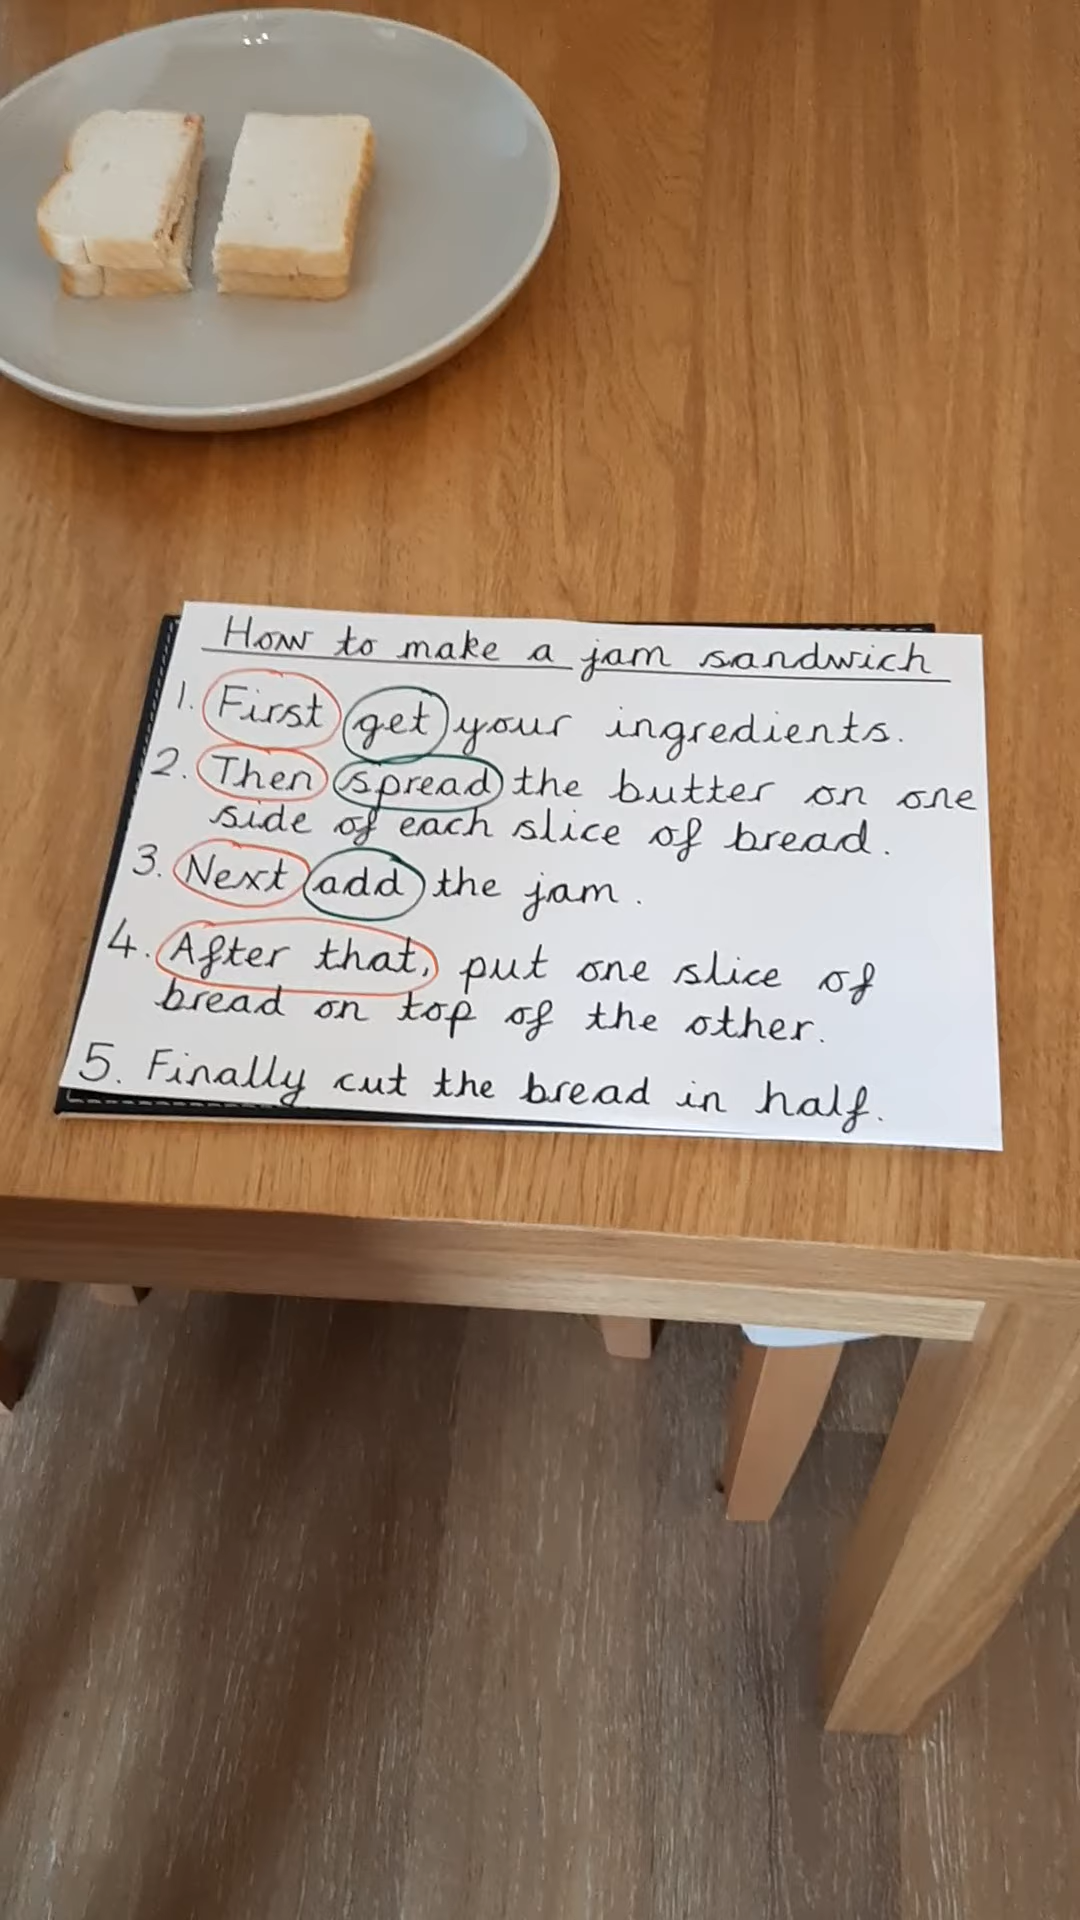 How to make a jam sandwich
1. First get your ingredients.
2. Then spread the butter on one
side of each slice of bread.
3. Next add the jam.
4. After that, put one slice of
bread on top of the other.
5. Finally cut the bread in half.